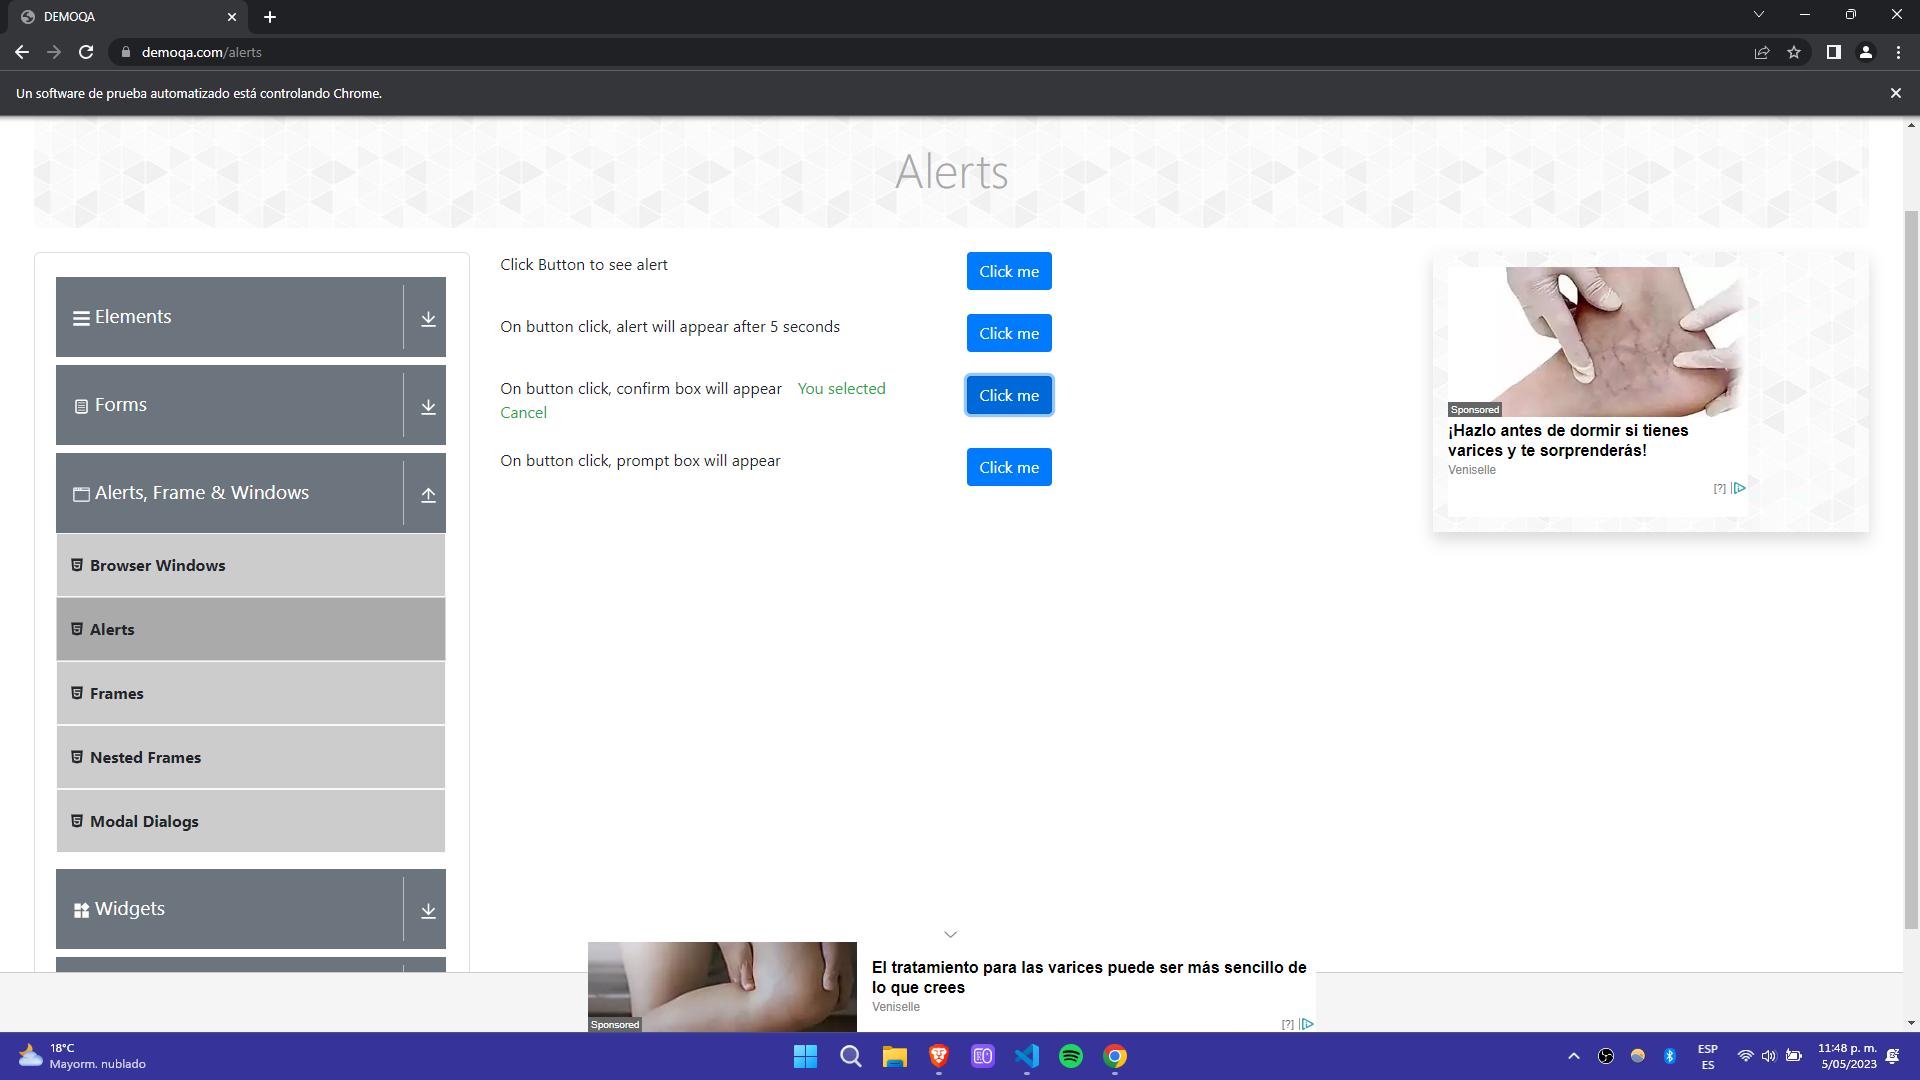 DEMOQA
demoqa.com/alerts
Un software de prueba automatizado está controlando Chrome.
Alerts
Elements
Forms
Alerts, Frame & Windows
Browser Windows
Alerts
Frames
Nested Frames
Modal Dialogs
Widgets
Click Button to see alert
Click me
On button click, alert will appear after 5 seconds
Click me
On button click, confirm box will appear You selected
Cancel
Click me
On button click, prompt box will appear
Click me
Sponsored
¡Hazlo antes de dormir si tienes
varices y te sorprenderás!
Veniselle
[?]
El tratamiento para las varices puede ser más sencillo de
lo que crees
Veniselle
Sponsored
[?]
18°C
Mayorm. nublado
ESP
ES
11:48 p. m.
5/05/2023